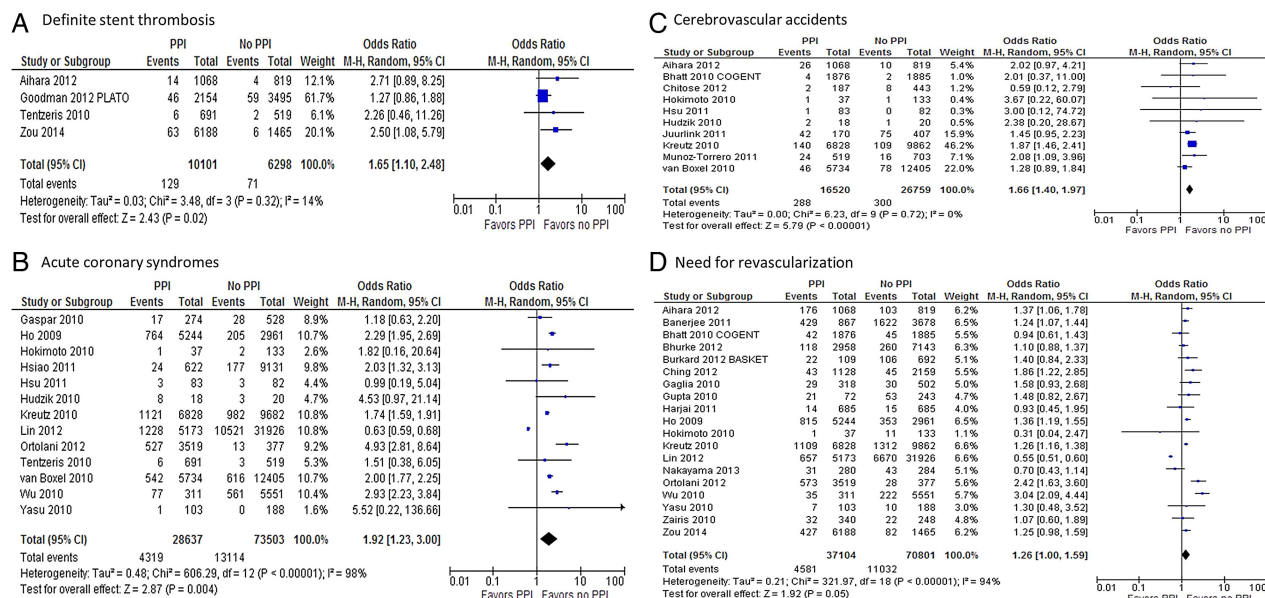 A Definite stent thrombosis
PPI No PPI Odds Ratio Odds Ratio
Study or Subgroup Events Total Events Total Weight M-H, Random, 95% CI M-H, Random, 95% CI
Aihara 2012 14 1068 4 819 12.1% 2.71 [0.89, 8.25]
Goodman 2012 PLATO 46 2154 59 3495 61.7% 1.27 [0.86, 1.88]
Tentzeris 2010 6 691 2 519 6.1% 2.26 [0.46, 11.26]
Zou 2014 63 6188 6 1465 20.1% 2.50 [1.08, 5.79]
Total (95% CI) 10101 6298 100.0% 1.65 [1.10, 2.48]
Total events 129 71
Heterogeneity: Tau² = 0.03; Chi² = 3.48, df = 3 (P = 0.32); I² = 14%
Test for overall effect: Z = 2.43 (P = 0.02)
0.01 0.1 1 10 100
Favors PPI Favors no PPI
B Acute coronary syndromes
PPI No PPI Odds Ratio Odds Ratio
Study or Subgroup Events Total Events Total Weight M-H, Random, 95% CI M-H, Random, 95% CI
Gaspar 2010 17 274 28 528 8.9% 1.18 [0.63, 2.20]
Ho 2009 764 5244 205 2961 10.7% 2.29 [1.95, 2.69]
Hokimoto 2010 1 37 2 133 2.6% 1.82 [0.16, 20.64]
Hsiao 2011 24 622 177 9131 9.8% 2.03 [1.32, 3.13]
Hsu 2011 3 83 3 82 4.4% 0.99 [0.19, 5.04]
Hudzik 2010 8 18 3 20 4.7% 4.53 [0.97, 21.14]
Kreutz 2010 1121 6828 982 9682 10.8% 1.74 [1.59, 1.91]
Lin 2012 1228 5173 10521 31926 10.8% 0.63 [0.59, 0.68]
Ortolani 2012 527 3519 13 377 9.3% 4.93 [2.81, 8.64]
Tentzeris 2010 6 691 3 519 5.3% 1.51 [0.38, 6.05]
van Boxel 2010 542 5734 616 12405 10.7% 2.00 [1.77, 2.25]
Wu 2010 77 311 561 5551 10.5% 2.93 [2.23, 3.84]
Yasu 2010 1 103 0 188 1.6% 5.52 [0.22, 136.66]
Total (95% CI) 28637 73503 100.0% 1.92 [1.23, 3.00]
Total events 4319 13114
Heterogeneity: Tau² = 0.48; Chi² = 606.29, df = 12 (P < 0.00001); I² = 98%
Test for overall effect: Z = 2.87 (P = 0.004)
0.01 0.1 1 10 100
Favors PPI Favors no PPI
C Cerebrovascular accidents
PPI No PPI Odds Ratio Odds Ratio
Study or Subgroup Events Total Events Total Weight M-H, Random, 95% CI M-H, Random, 95% CI
Aihara 2012 26 1068 10 819 5.4% 2.02 [0.97, 4.21]
Bhatt 2010 COGENT 4 1876 2 1885 1.0% 2.01 [0.37, 11.00]
Chitose 2012 2 187 8 443 1.2% 0.59 [0.12, 2.79]
Hokimoto 2010 1 37 1 133 0.4% 3.67 [0.22, 60.07]
Hsu 2011 1 83 0 82 0.3% 3.00 [0.12, 74.72]
Hudzik 2010 2 18 1 20 0.5% 2.38 [0.20, 28.67]
Juurlink 2011 42 170 75 407 15.3% 1.45 [0.95, 2.23]
Kreutz 2010 140 6828 109 9862 46.2% 1.87 [1.46, 2.41]
Munoz-Torrero 2011 24 519 16 703 7.1% 2.08 [1.09, 3.96]
van Boxel 2010 46 5734 78 12405 22.7% 1.28 [0.89, 1.84]
Total (95% CI) 16520 26759 100.0% 1.66 [1.40, 1.97]
Total events 288 300
Heterogeneity: Tau² = 0.00; Chi² = 6.23, df = 9 (P = 0.72); I² = 0%
Test for overall effect: Z = 5.79 (P < 0.00001)
0.01 0.1 1 10 100
Favors PPI Favors no PPI
D Need for revascularization
PPI No PPI Odds Ratio Odds Ratio
Study or Subgroup Events Total Events Total Weight M-H, Random, 95% CI M-H, Random, 95% CI
Aihara 2012 176 1068 103 819 6.0% 1.37 [1.06, 1.78]
Banerjee 2011 429 867 1622 3678 6.2% 1.24 [1.07, 1.44]
Bhatt 2010 COGENT 42 1876 45 1885 5.2% 0.94 [0.61, 1.43]
Bhurke 2012 118 2958 260 7143 6.0% 1.10 [0.88, 1.37]
Burkard 2012 BASKET 22 109 106 692 4.8% 1.40 [0.84, 2.33]
Ching 2012 43 1128 45 2159 5.2% 1.86 [1.22, 2.85]
Gaglia 2010 29 318 30 502 4.7% 1.58 [0.93, 2.68]
Gupta 2010 21 72 53 243 4.4% 1.48 [0.82, 2.67]
Harjai 2011 14 685 15 685 3.7% 0.93 [0.45, 1.95]
Ho 2009 815 5244 353 2961 6.3% 1.36 [1.19, 1.55]
Hokimoto 2010 1 37 11 133 1.0% 0.31 [0.04, 2.47]
Kreutz 2010 1109 6828 1312 9862 6.4% 1.26 [1.16, 1.38]
Lin 2012 657 5173 6670 31926 6.4% 0.55 [0.51, 0.60]
Nakayama 2013 31 280 43 284 4.9% 0.70 [0.43, 1.14]
Ortolani 2012 573 3519 28 377 5.4% 2.42 [1.63, 3.60]
Wu 2010 35 311 222 5551 5.5% 3.04 [2.09, 4.44]
Yasu 2010 7 103 10 188 2.8% 1.30 [0.48, 3.52]
Zairis 2010 32 340 22 248 4.6% 1.07 [0.60, 1.89]
Zou 2014 427 6188 82 1465 6.2% 1.25 [0.98, 1.59]
Total (95% CI) 37104 70801 100.0% 1.26 [1.00, 1.59]
Total events 4581 11032
Heterogeneity: Tau² = 0.21; Chi² = 321.97, df = 18 (P < 0.00001); I² = 94%
Test for overall effect: Z = 1.92 (P = 0.05)
0.01 0.1 1 10 100
Favors PPI Favors no PPI